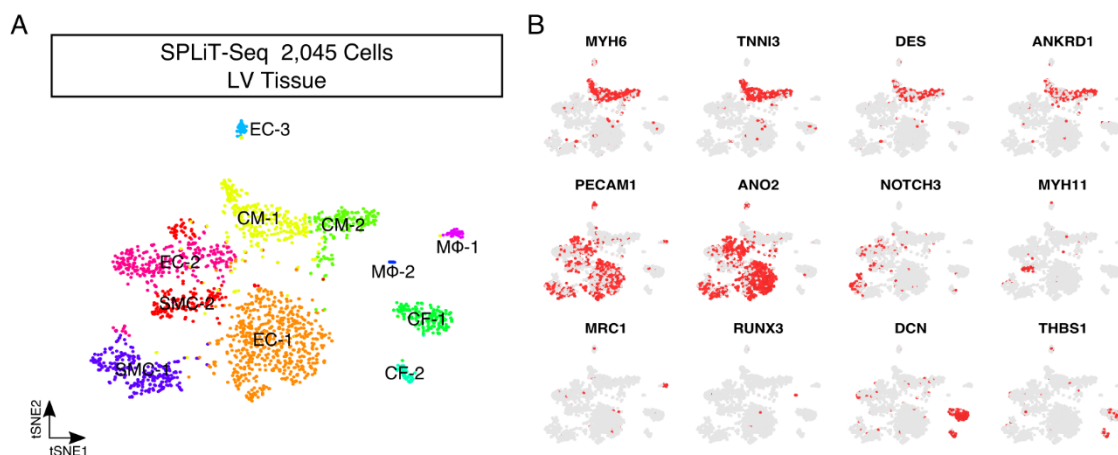 A
SPLiT-Seq 2,045 Cells
LV Tissue
EC-3
CM-1
CM-2
MΦ-1
EC-2
MΦ-2
SMC-2
CF-1
EC-1
SMC-1
CF-2
tSNE2
tSNE1
B
MYH6 TNNI3 DES ANKRD1
PECAM1 ANO2 NOTCH3 MYH11
MRC1 RUNX3 DCN THBS1